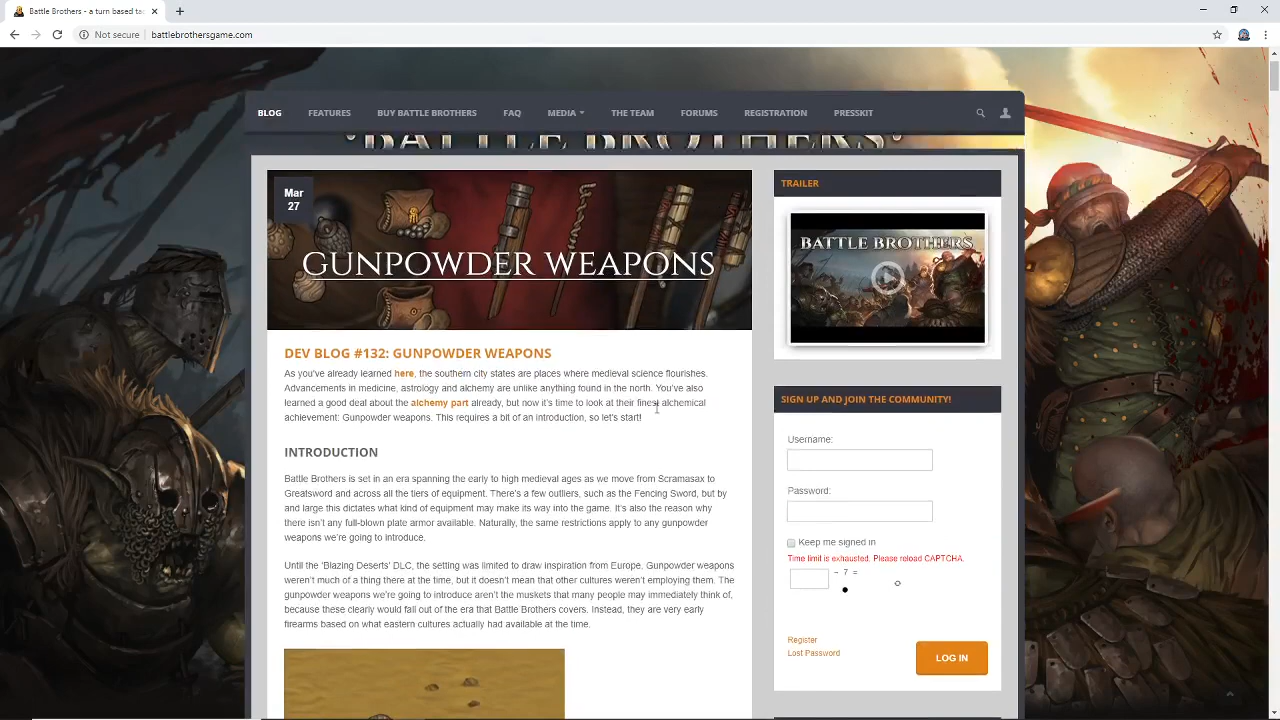 Battle Brothers - a turn based ta
Not secure
battlebrothersgame.com
BLOG
FEATURES
BUY BATTLE BROTHERS
FAQ
MEDIA
THE TEAM
FORUMS
REGISTRATION
PRESSKIT
BATTLE BROTHERS
Mar
27
GUNPOWDER WEAPONS
DEV BLOG #132: GUNPOWDER WEAPONS
As you've already learned here, the southern city states are places where medieval science flourishes.
Advancements in medicine, astrology and alchemy are unlike anything found in the north. You've also
learned a good deal about the alchemy part already, but now it's time to look at their finest alchemical
achievement: Gunpowder weapons. This requires a bit of an introduction, so let's start!
INTRODUCTION
Battle Brothers is set in an era spanning the early to high medieval ages as we move from Scramasax to
Greatsword and across all the tiers of equipment. There's a few outliers, such as the Fencing Sword, but by
and large this dictates what kind of equipment may make its way into the game. It's also the reason why
there isn't any full-blown plate armor available. Naturally, the same restrictions apply to any gunpowder
weapons we're going to introduce.
Until the 'Blazing Deserts' DLC, the setting was limited to draw inspiration from Europe. Gunpowder weapons
weren't much of a thing there at the time, but it doesn't mean that other cultures weren't employing them. The
gunpowder weapons we're going to introduce aren't the muskets that many people may immediately think of,
because these clearly would fall out of the era that Battle Brothers covers. Instead, they are very early
firearms based on what eastern cultures actually had available at the time.
TRAILER
BATTLE BROTHERS
SIGN UP AND JOIN THE COMMUNITY!
Username:
Password:
Keep me signed in
Time limit is exhausted. Please reload CAPTCHA.
− 7 =
Register
Lost Password
LOG IN